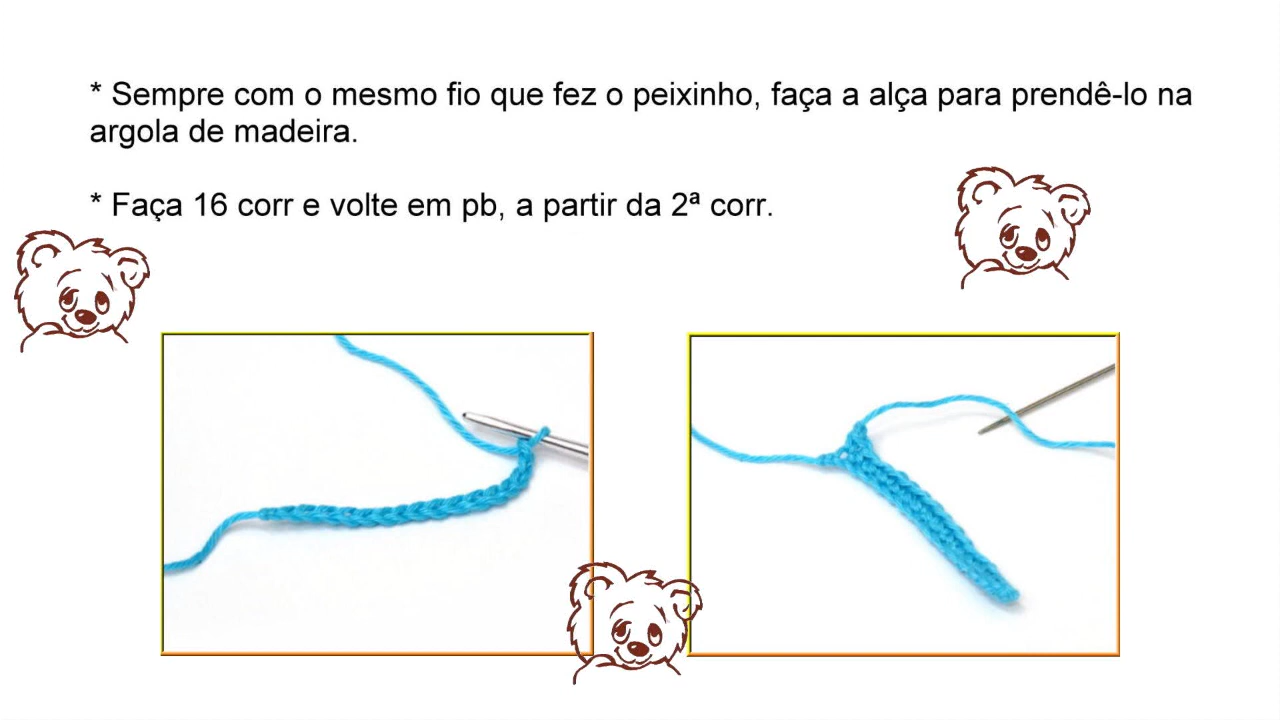 * Sempre com o mesmo fio que fez o peixinho, faça a alça para prendê-lo na
argola de madeira.
* Faça 16 corr e volte em pb, a partir da 2ª corr.